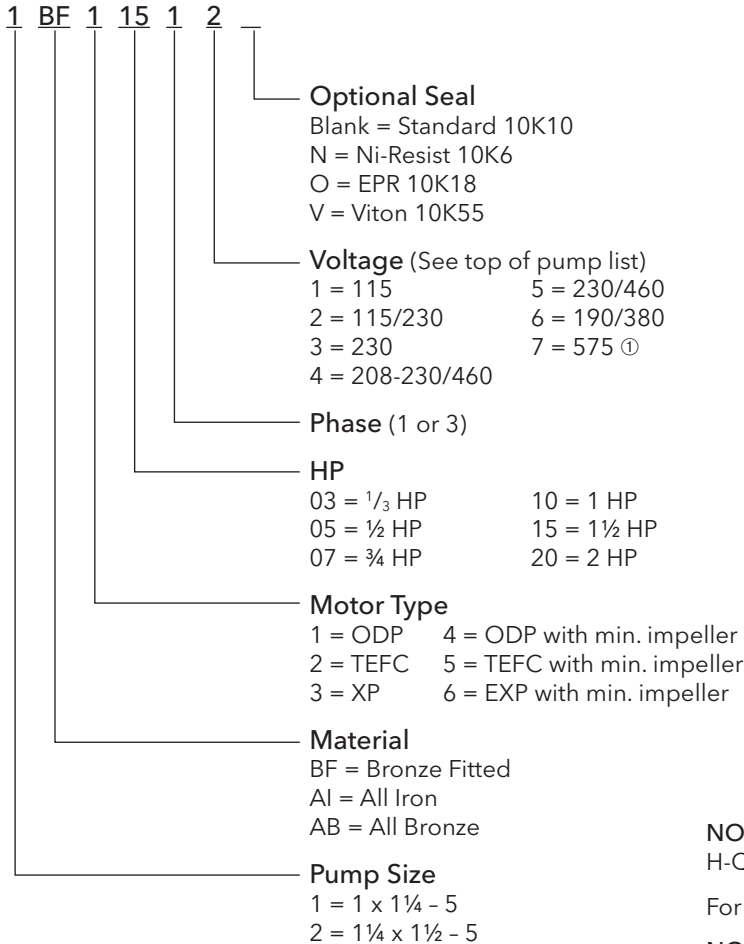 1 BF 1 15 1 2
Optional Seal
Blank = Standard 10K10
N = Ni-Resist 10K6
O = EPR 10K18
V = Viton 10K55
Voltage (See top of pump list)
1 = 115 5 = 230/460
2 = 115/230 6 = 190/380
3 = 230 7 = 575 ①
4 = 208-230/460
Phase (1 or 3)
HP
03 = 1/3 HP 10 = 1 HP
05 = ½ HP 15 = 1½ HP
07 = ¾ HP 20 = 2 HP
Motor Type
1 = ODP 4 = ODP with min. impeller
2 = TEFC 5 = TEFC with min. impeller
3 = XP 6 = EXP with min. impeller
Material
BF = Bronze Fitted
AI = All Iron
AB = All Bronze
Pump Size
1 = 1 x 1¼ – 5
2 = 1¼ x 1½ – 5
For